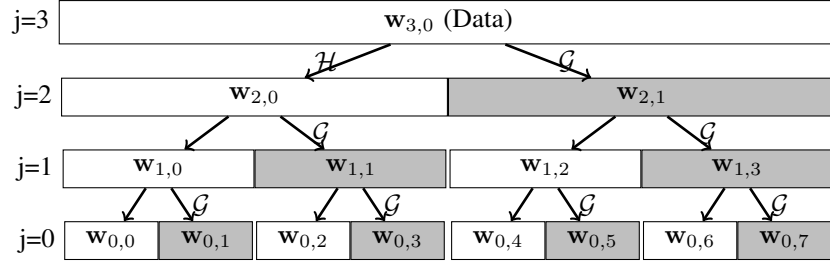 j=3 w3,0 (Data)
ℋ 𝒢
j=2 w2,0 w2,1
𝒢 𝒢
j=1 w1,0 w1,1 w1,2 w1,3
𝒢 𝒢 𝒢 𝒢
j=0 w0,0 w0,1 w0,2 w0,3 w0,4 w0,5 w0,6 w0,7